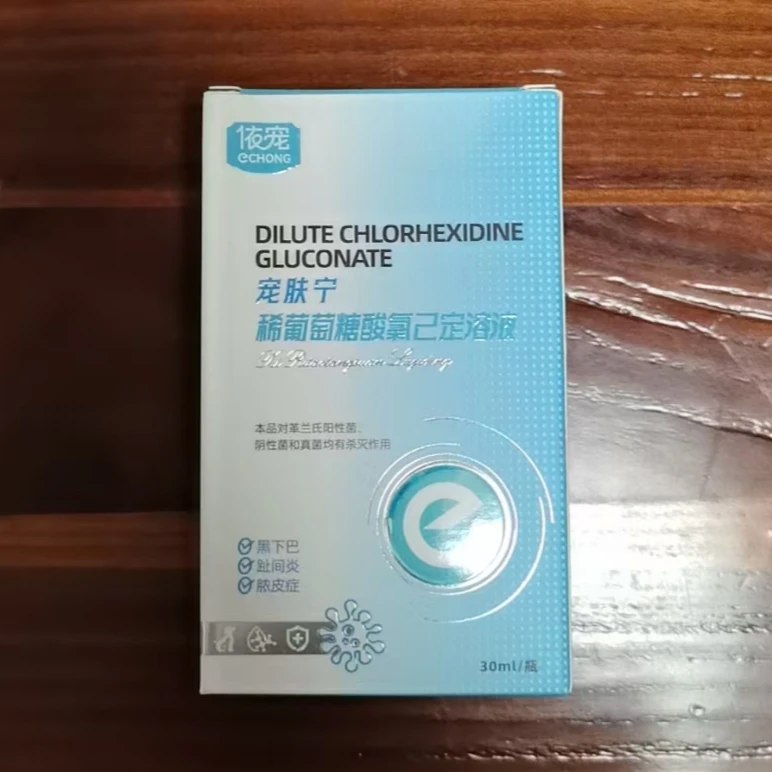 依宠
eCHONG
DILUTE CHLORHEXIDINE
GLUCONATE
宠肤宁
稀葡萄糖酸氯己定溶液
本品对革兰氏阳性菌、
阴性菌和真菌均有杀灭作用
黑下巴
趾间炎
脓皮症
30ml/瓶